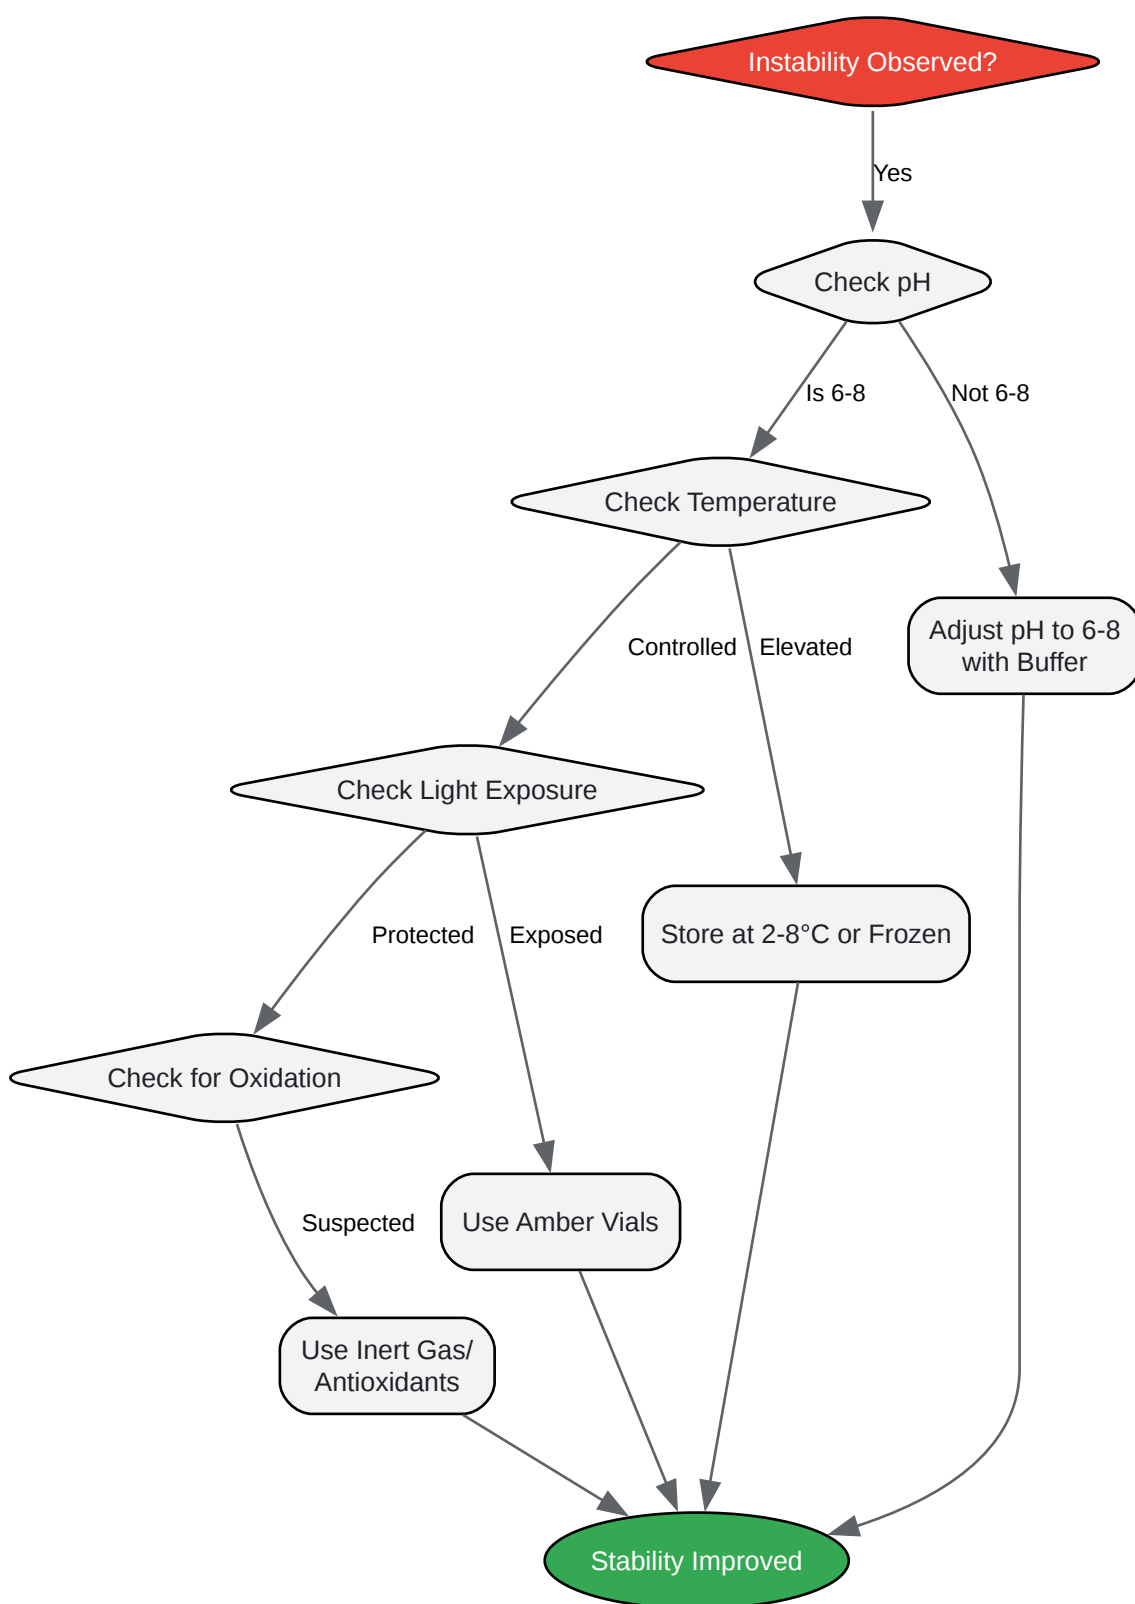 Instability Observed?
Yes
Check pH
Is 6-8
Not 6-8
Check Temperature
Adjust pH to 6-8
with Buffer
Controlled
Elevated
Check Light Exposure
Store at 2-8°C or Frozen
Protected
Exposed
Check for Oxidation
Use Amber Vials
Suspected
Use Inert Gas/
Antioxidants
Stability Improved